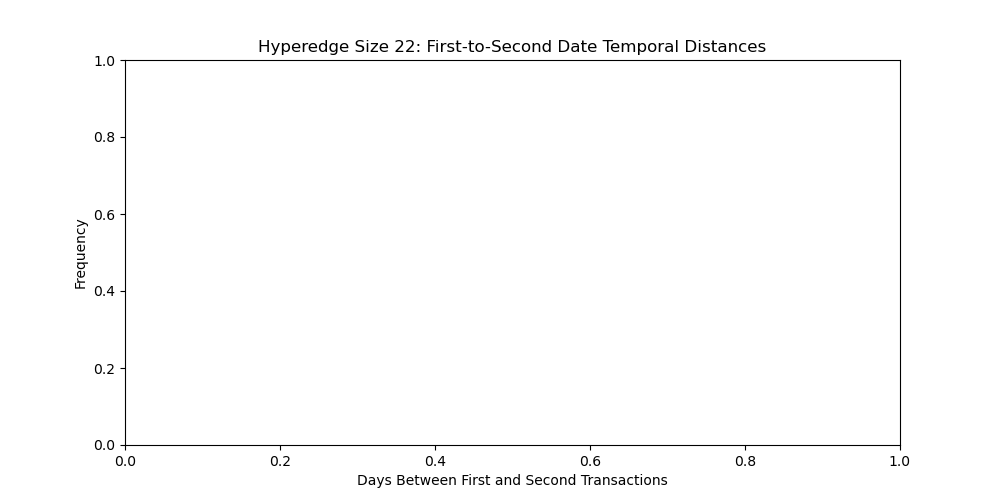 Hyperedge Size 22: First-to-Second Date Temporal Distances
1.0
0.8
0.6
0.4
0.2
0.0
Frequency
0.0 0.2 0.4 0.6 0.8 1.0
Days Between First and Second Transactions